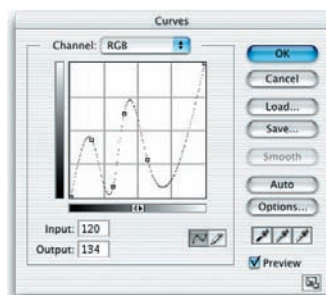 Curves
Channel: RGB
OK
Cancel
Load...
Save...
Smooth
Auto
Options...
Input: 120
Output: 134
Preview